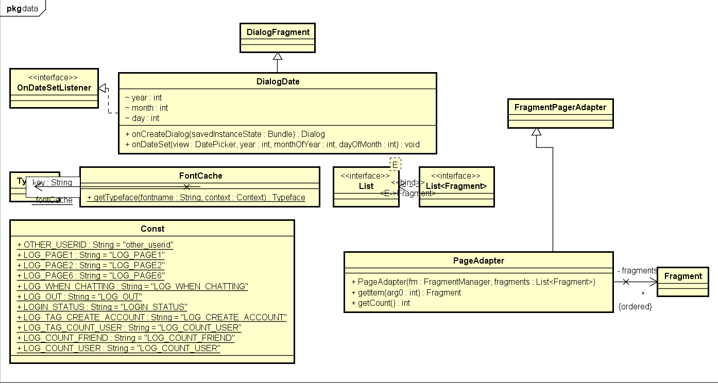 pkg data
DialogFragment
<<interface>>
OnDateSetListener
DialogDate
~ year : int
~ month : int
~ day : int
+ onCreateDialog(savedInstanceState : Bundle) : Dialog
+ onDateSet(view : DatePicker, year : int, monthOfYear : int, dayOfMonth : int) : void
FragmentPagerAdapter
key : String
- fontCache
FontCache
+ getTypeface(fontname : String, context : Context) : Typeface
E
<<interface>>
List
<<bind>>
<E->Fragment>
<<interface>>
List<Fragment>
Const
+ OTHER_USERID : String = "other_userid"
+ LOG_PAGE1 : String = "LOG_PAGE1"
+ LOG_PAGE2 : String = "LOG_PAGE2"
+ LOG_PAGE6 : String = "LOG_PAGE6"
+ LOG_WHEN_CHATTING : String = "LOG_WHEN_CHATTING"
+ LOG_OUT : String = "LOG_OUT"
+ LOGIN_STATUS : String = "LOGIN_STATUS"
+ LOG_TAG_CREATE_ACCOUNT : String = "LOG_CREATE_ACCOUNT"
+ LOG_TAG_COUNT_USER : String = "LOG_COUNT_USER"
+ LOG_COUNT_FRIEND : String = "LOG_COUNT_FRIEND"
+ LOG_COUNT_USER : String = "LOG_COUNT_USER"
PageAdapter
+ PageAdapter(fm : FragmentManager, fragments : List<Fragment>)
+ getItem(arg0 : int) : Fragment
+ getCount() : int
- fragments
*
{ordered}
Fragment